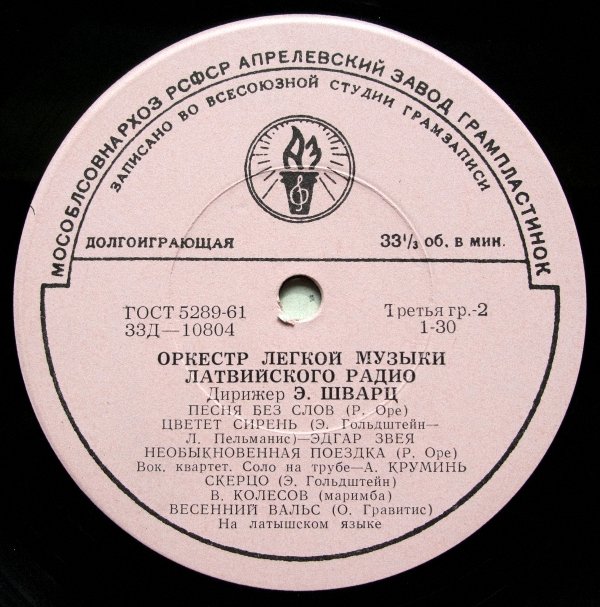 МОСОБЛСОВНАРХОЗ РСФСР АПРЕЛЕВСКИЙ ЗАВОД ГРАМПЛАСТИНОК
ЗАПИСАНО ВО ВСЕСОЮЗНОЙ СТУДИИ ГРАМЗАПИСИ
АЗ
ДОЛГОИГРАЮЩАЯ 33⅓ об. в мин.
ГОСТ 5289-61 Третья гр.-2
33Д—10804 1-30
ОРКЕСТР ЛЕГКОЙ МУЗЫКИ
ЛАТВИЙСКОГО РАДИО
Дирижер Э. ШВАРЦ
ПЕСНЯ БЕЗ СЛОВ (Р. Оре)
ЦВЕТЕТ СИРЕНЬ (Э. Гольдштейн—
Л. Пельманис)—ЭДГАР ЗВЕЯ
НЕОБЫКНОВЕННАЯ ПОЕЗДКА (Р. Оре)
Вок. квартет. Соло на трубе—А. КРУМИНЬ
СКЕРЦО (Э. Гольдштейн)
В. КОЛЕСОВ (маримба)
ВЕСЕННИЙ ВАЛЬС (О. Гравитис)
На латышском языке